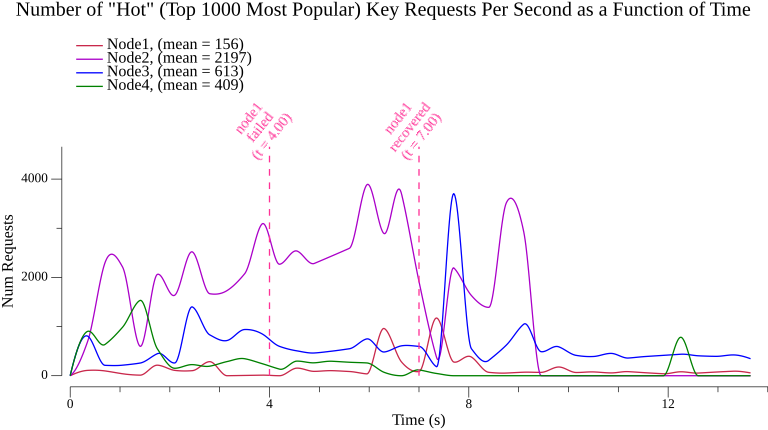 Number of "Hot" (Top 1000 Most Popular) Key Requests Per Second as a Function of Time
Node1, (mean = 156)
Node2, (mean = 2197)
Node3, (mean = 613)
Node4, (mean = 409)
node1
failed
(t = 4.00)
node1
recovered
(t = 7.00)
Num Requests
4000
2000
0
0
4
8
12
Time (s)